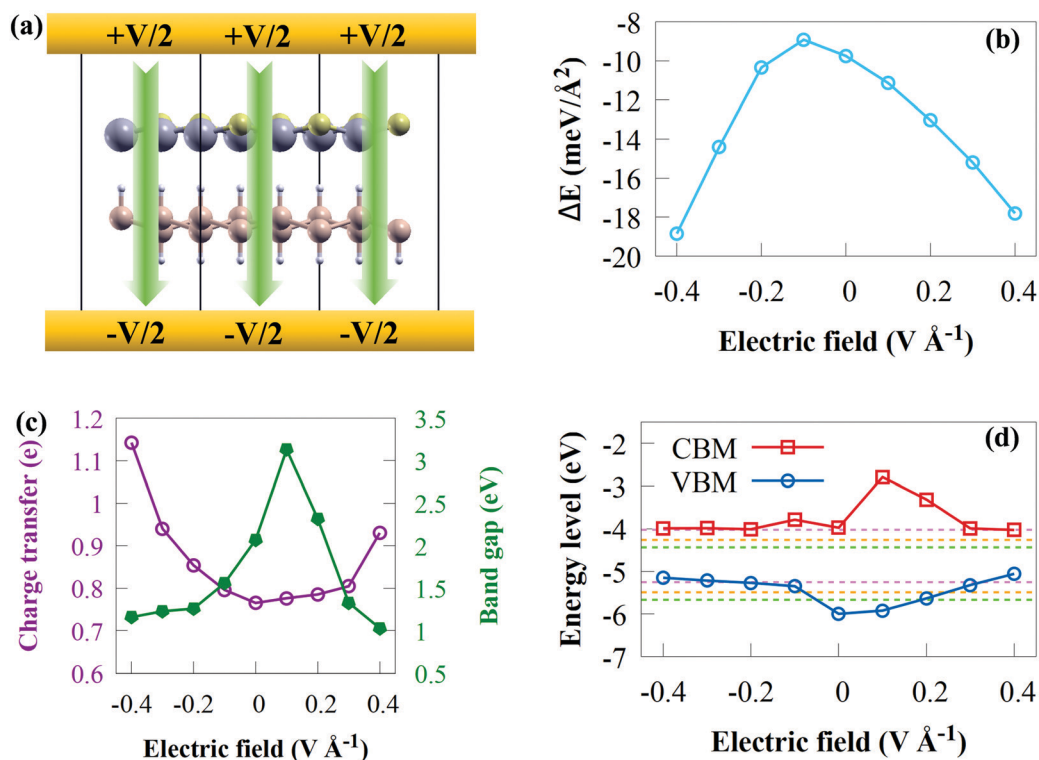 (a)
+V/2 +V/2 +V/2
-V/2 -V/2 -V/2
(b)
ΔE (meV/Å²)
-8
-10
-12
-14
-16
-18
-20
-0.4 -0.2 0 0.2 0.4
Electric field (V Å⁻¹)
(c)
Charge transfer (e)
1.2
1.1
1
0.9
0.8
0.7
0.6
Band gap (eV)
3.5
3
2.5
2
1.5
1
0.5
-0.4 -0.2 0 0.2 0.4
Electric field (V Å⁻¹)
(d)
CBM
VBM
Energy level (eV)
-2
-3
-4
-5
-6
-7
-0.4 -0.2 0 0.2 0.4
Electric field (V Å⁻¹)